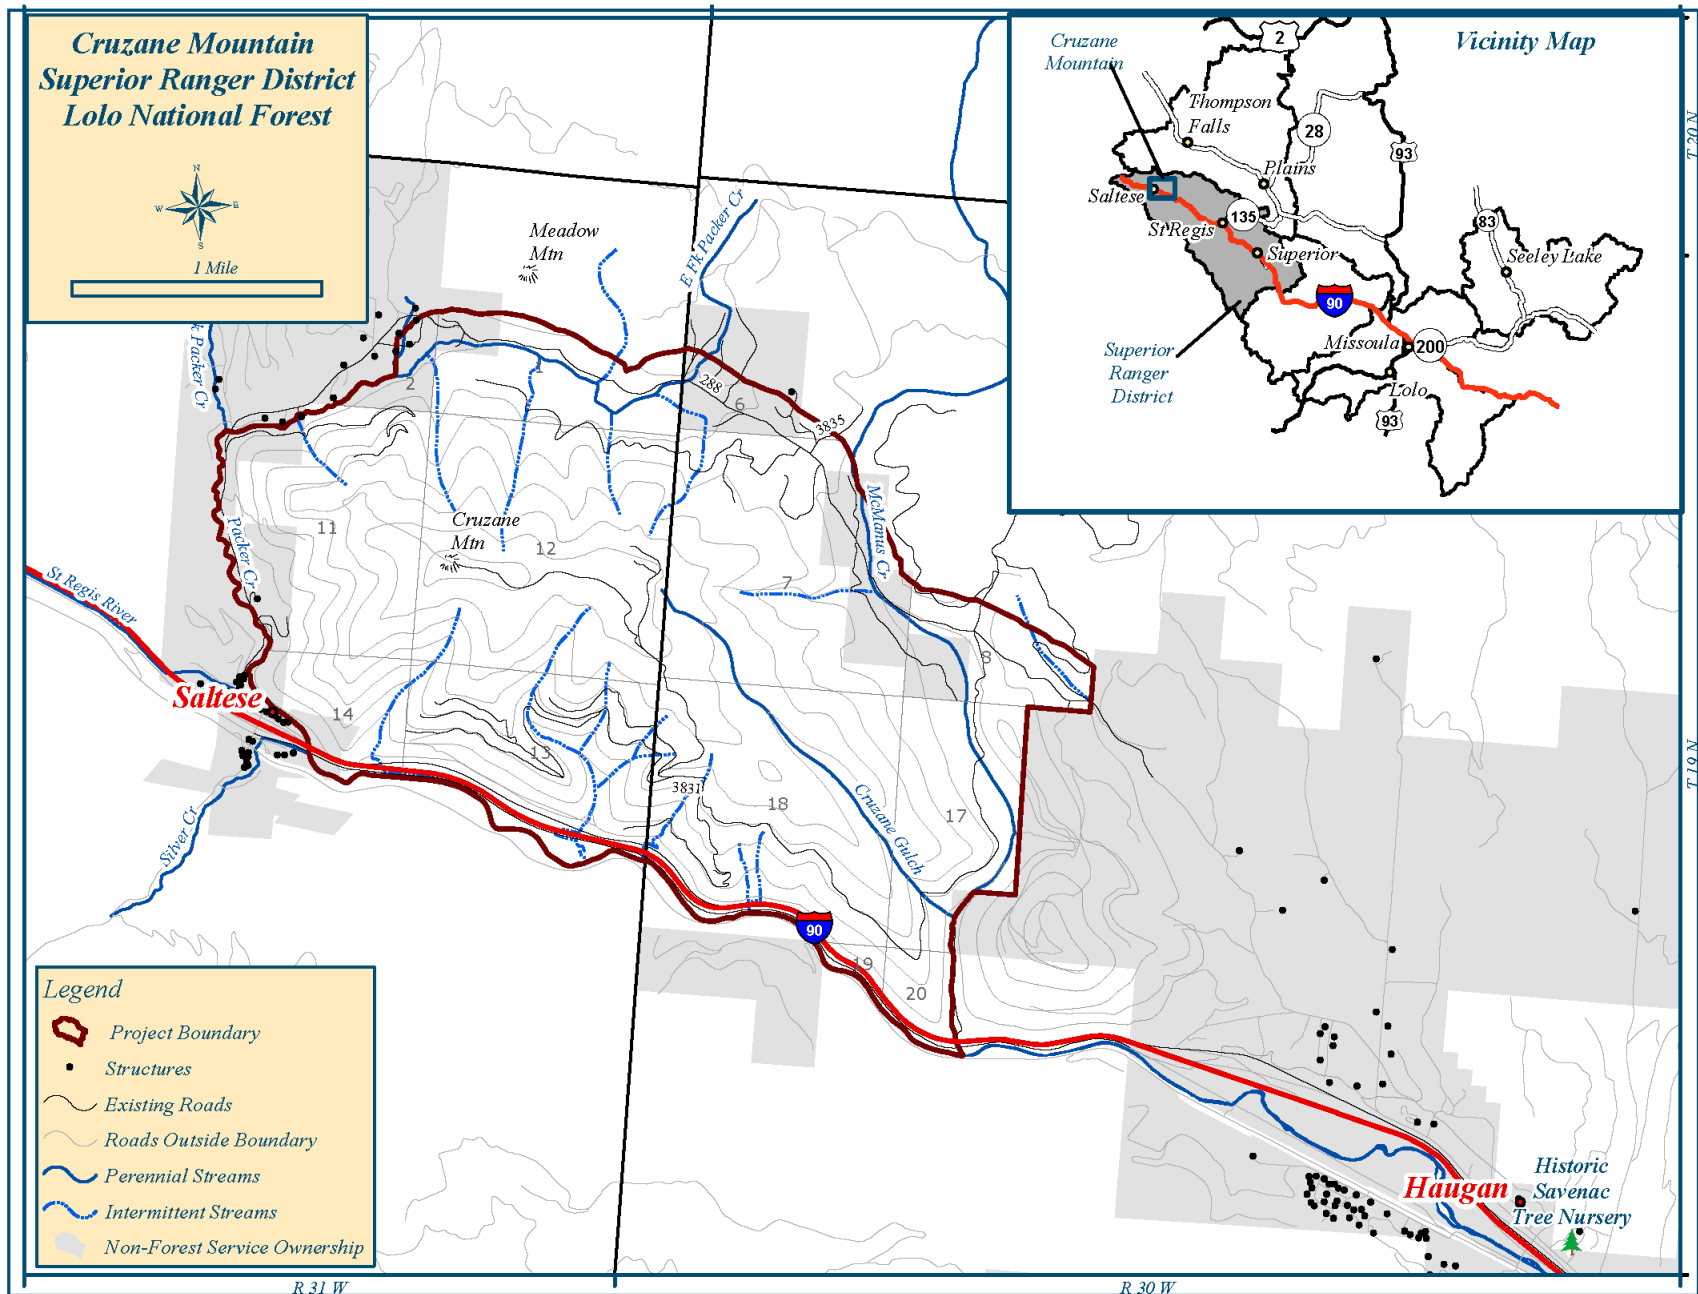 Cruzane Mountain
Superior Ranger District
Lolo National Forest
N
W
E
S
1 Mile
Vicinity Map
Cruzane
Mountain
2
Thompson
Falls
28
93
Plains
Saltese
135
St Regis
Superior
83
Seeley Lake
90
Missoula
200
Superior
Ranger
District
Lolo
93
T 20 N
T 19 N
Meadow
Mtn
E Fk Packer Cr
k Packer Cr
2
1
288
6
3835
McManus Cr
Cruzane
Mtn
11
12
7
Packer Cr
St Regis River
8
Saltese
14
13
3831
18
17
Cruzane Gulch
Silver Cr
90
19
20
Legend
Project Boundary
Structures
Existing Roads
Roads Outside Boundary
Perennial Streams
Intermittent Streams
Non-Forest Service Ownership
Haugan
Historic
Savenac
Tree Nursery
R 31 W
R 30 W